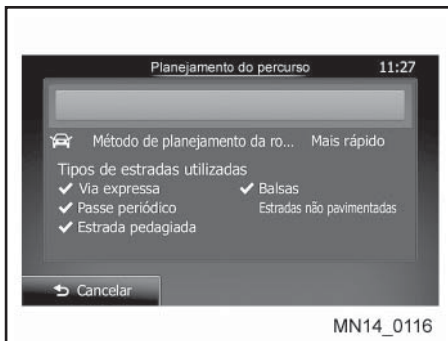 Planejamento do percurso 11:27
Método de planejamento da ro... Mais rápido
Tipos de estradas utilizadas
Via expressa
Balsas
Passe periódico
Estradas não pavimentadas
Estrada pedagiada
Cancelar
MN14_0116